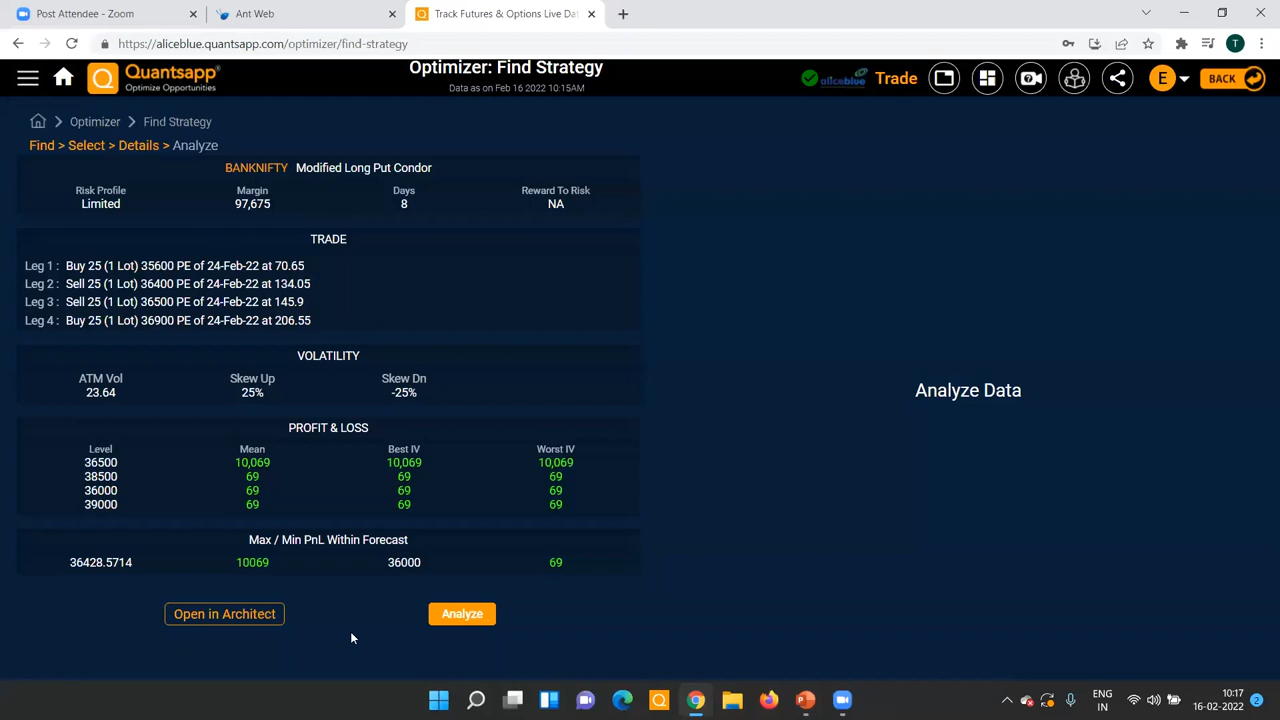 Post Attendee - Zoom
Ant Web
Track Futures & Options Live Dat
https://aliceblue.quantsapp.com/optimizer/find-strategy
T
Quantsapp
Optimize Opportunities
Optimizer: Find Strategy
Data as on Feb 16 2022 10:15AM
aliceblue Trade E BACK
Optimizer > Find Strategy
Find > Select > Details > Analyze
BANKNIFTY Modified Long Put Condor
Risk Profile Margin Days Reward To Risk
Limited 97,675 8 NA
TRADE
Leg 1 : Buy 25 (1 Lot) 35600 PE of 24-Feb-22 at 70.65
Leg 2 : Sell 25 (1 Lot) 36400 PE of 24-Feb-22 at 134.05
Leg 3 : Sell 25 (1 Lot) 36500 PE of 24-Feb-22 at 145.9
Leg 4 : Buy 25 (1 Lot) 36900 PE of 24-Feb-22 at 206.55
VOLATILITY
ATM Vol Skew Up Skew Dn
23.64 25% -25%
PROFIT & LOSS
Level Mean Best IV Worst IV
36500 10,069 10,069 10,069
38500 69 69 69
36000 69 69 69
39000 69 69 69
Max / Min PnL Within Forecast
36428.5714 10069 36000 69
Open in Architect Analyze
Analyze Data
ENG
IN
10:17
16-02-2022
2